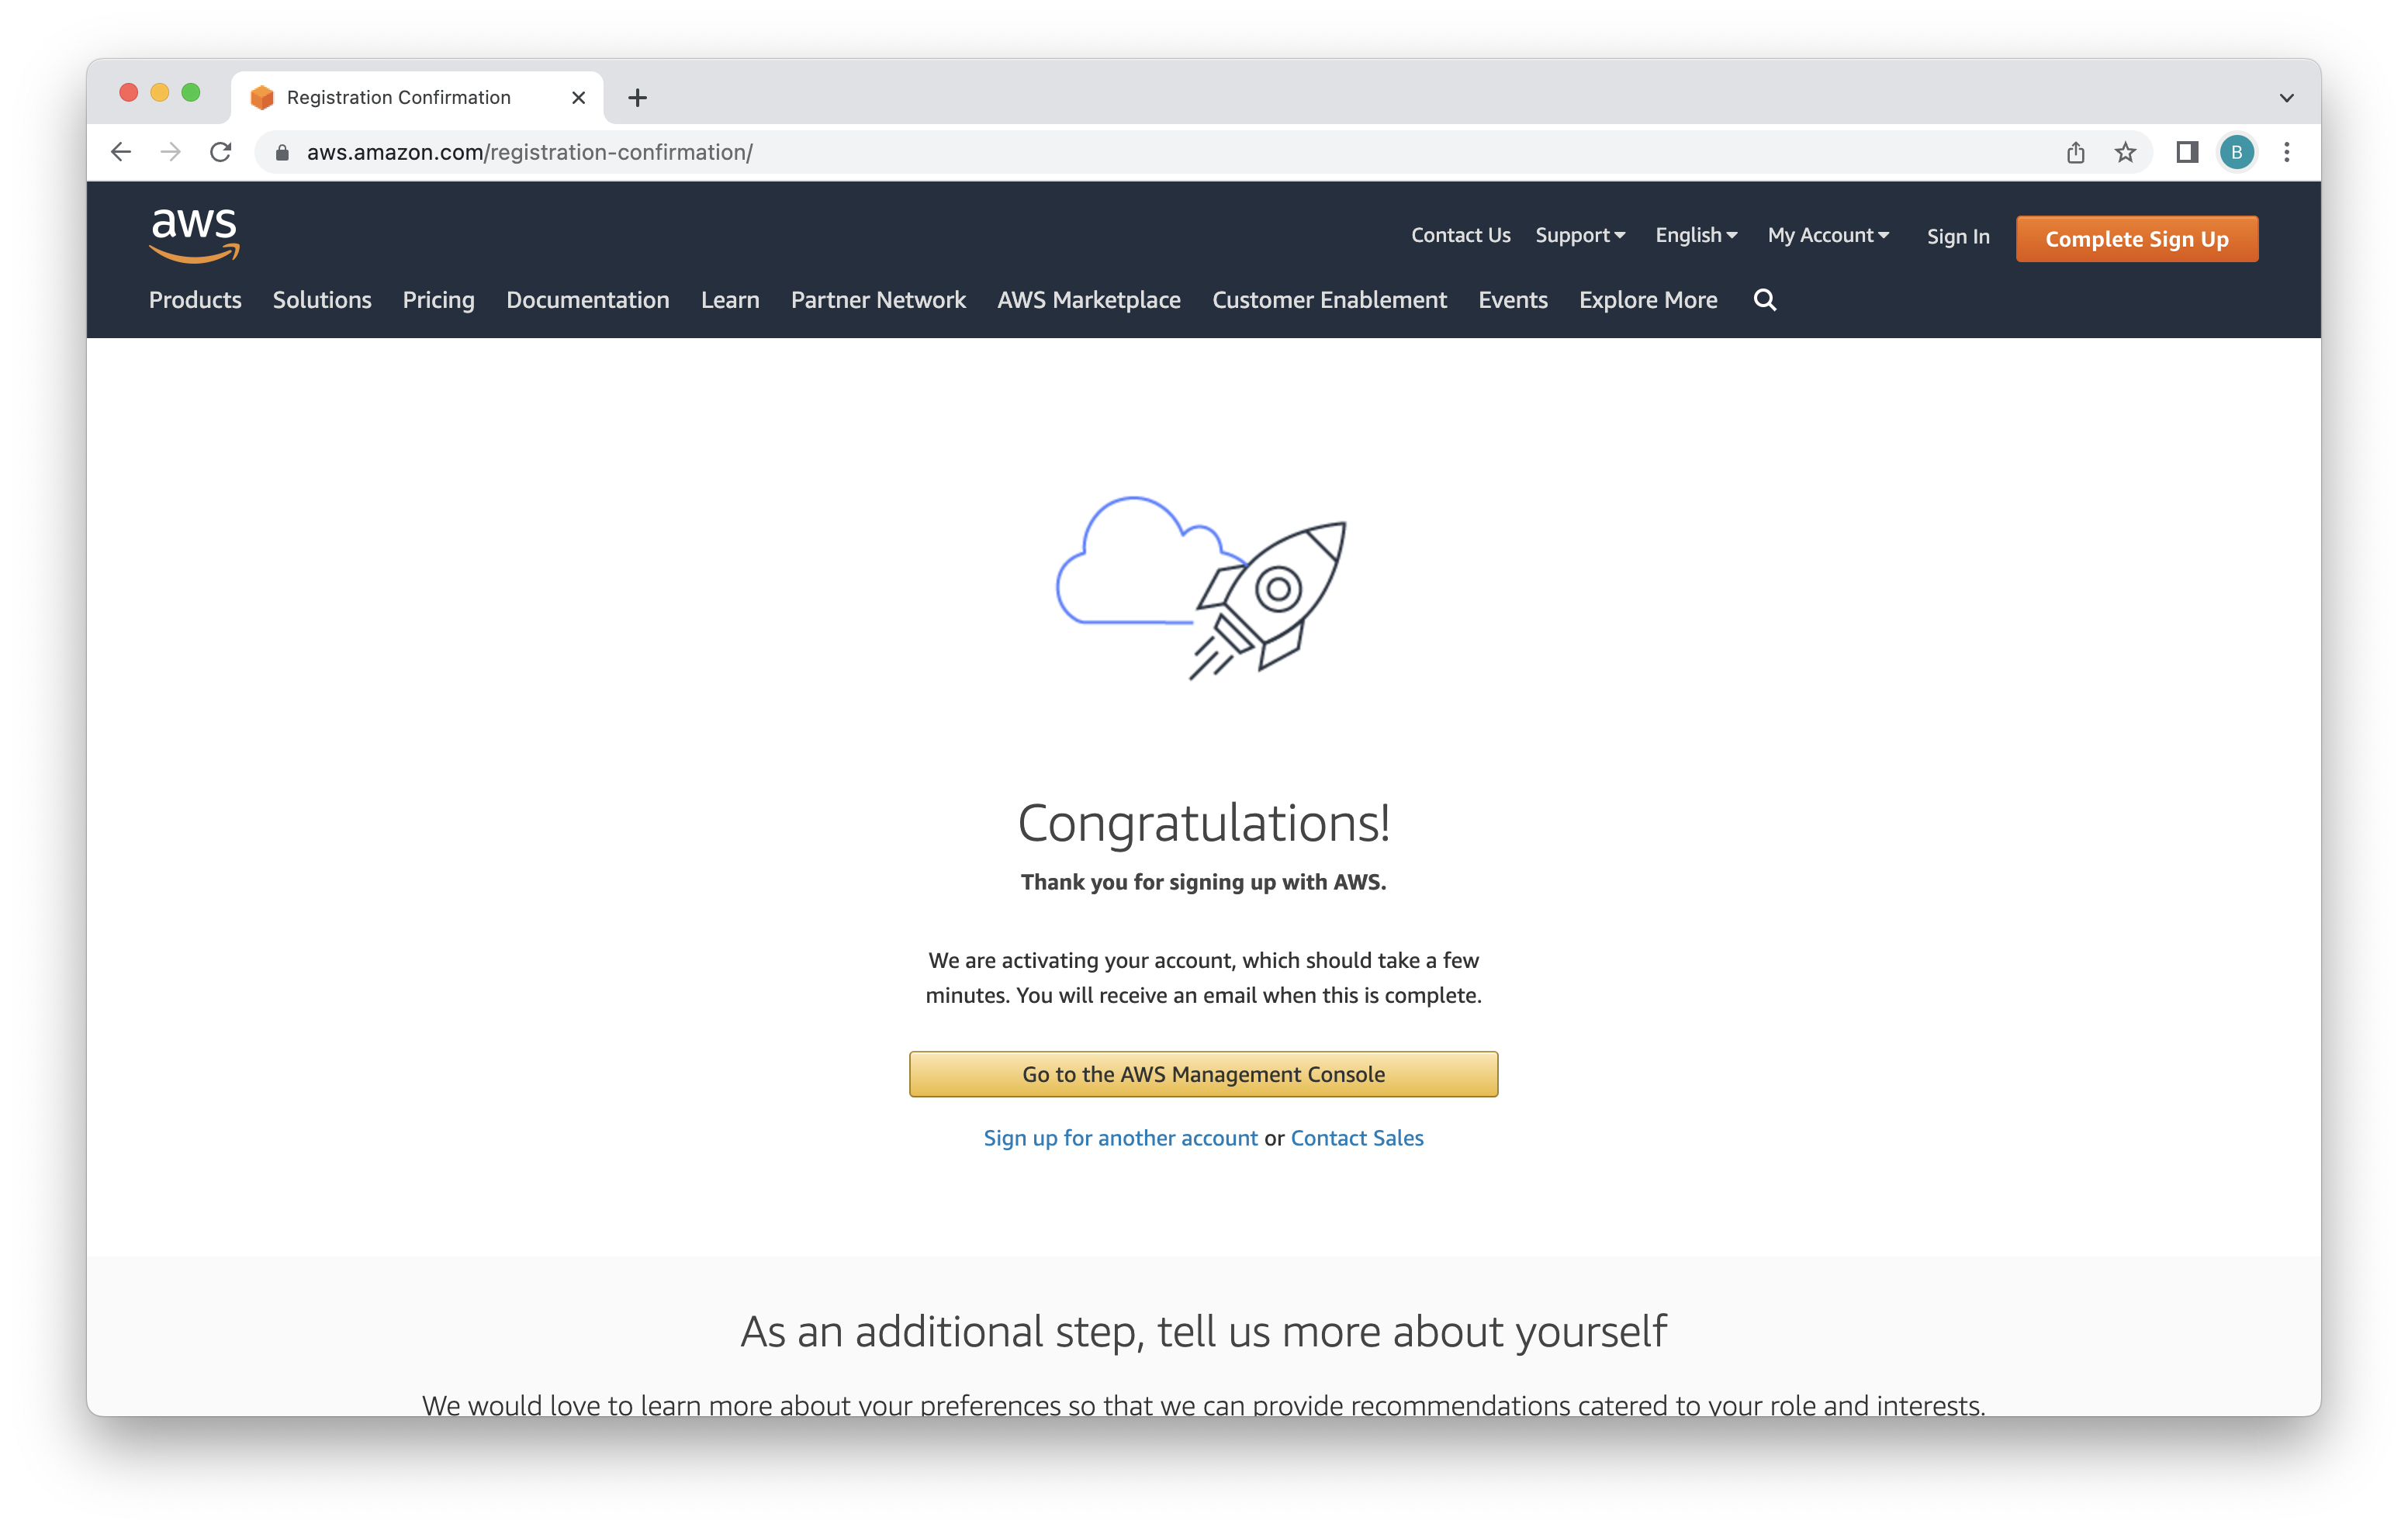 Registration Confirmation
aws.amazon.com/registration-confirmation/
B
aws
Contact Us Support English My Account Sign In Complete Sign Up
Products Solutions Pricing Documentation Learn Partner Network AWS Marketplace Customer Enablement Events Explore More
Congratulations!
Thank you for signing up with AWS.
We are activating your account, which should take a few
minutes. You will receive an email when this is complete.
Go to the AWS Management Console
Sign up for another account or Contact Sales
As an additional step, tell us more about yourself
We would love to learn more about your preferences so that we can provide recommendations catered to your role and interests.